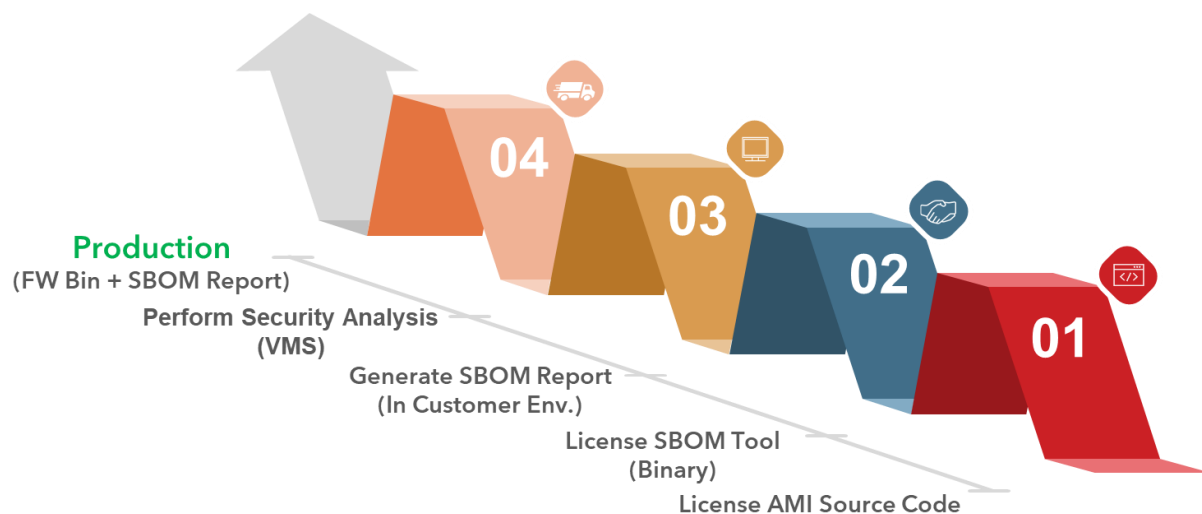 04
03
02
01
Production
(FW Bin + SBOM Report)
Perform Security Analysis
(VMS)
Generate SBOM Report
(In Customer Env.)
License SBOM Tool
(Binary)
License AMI Source Code